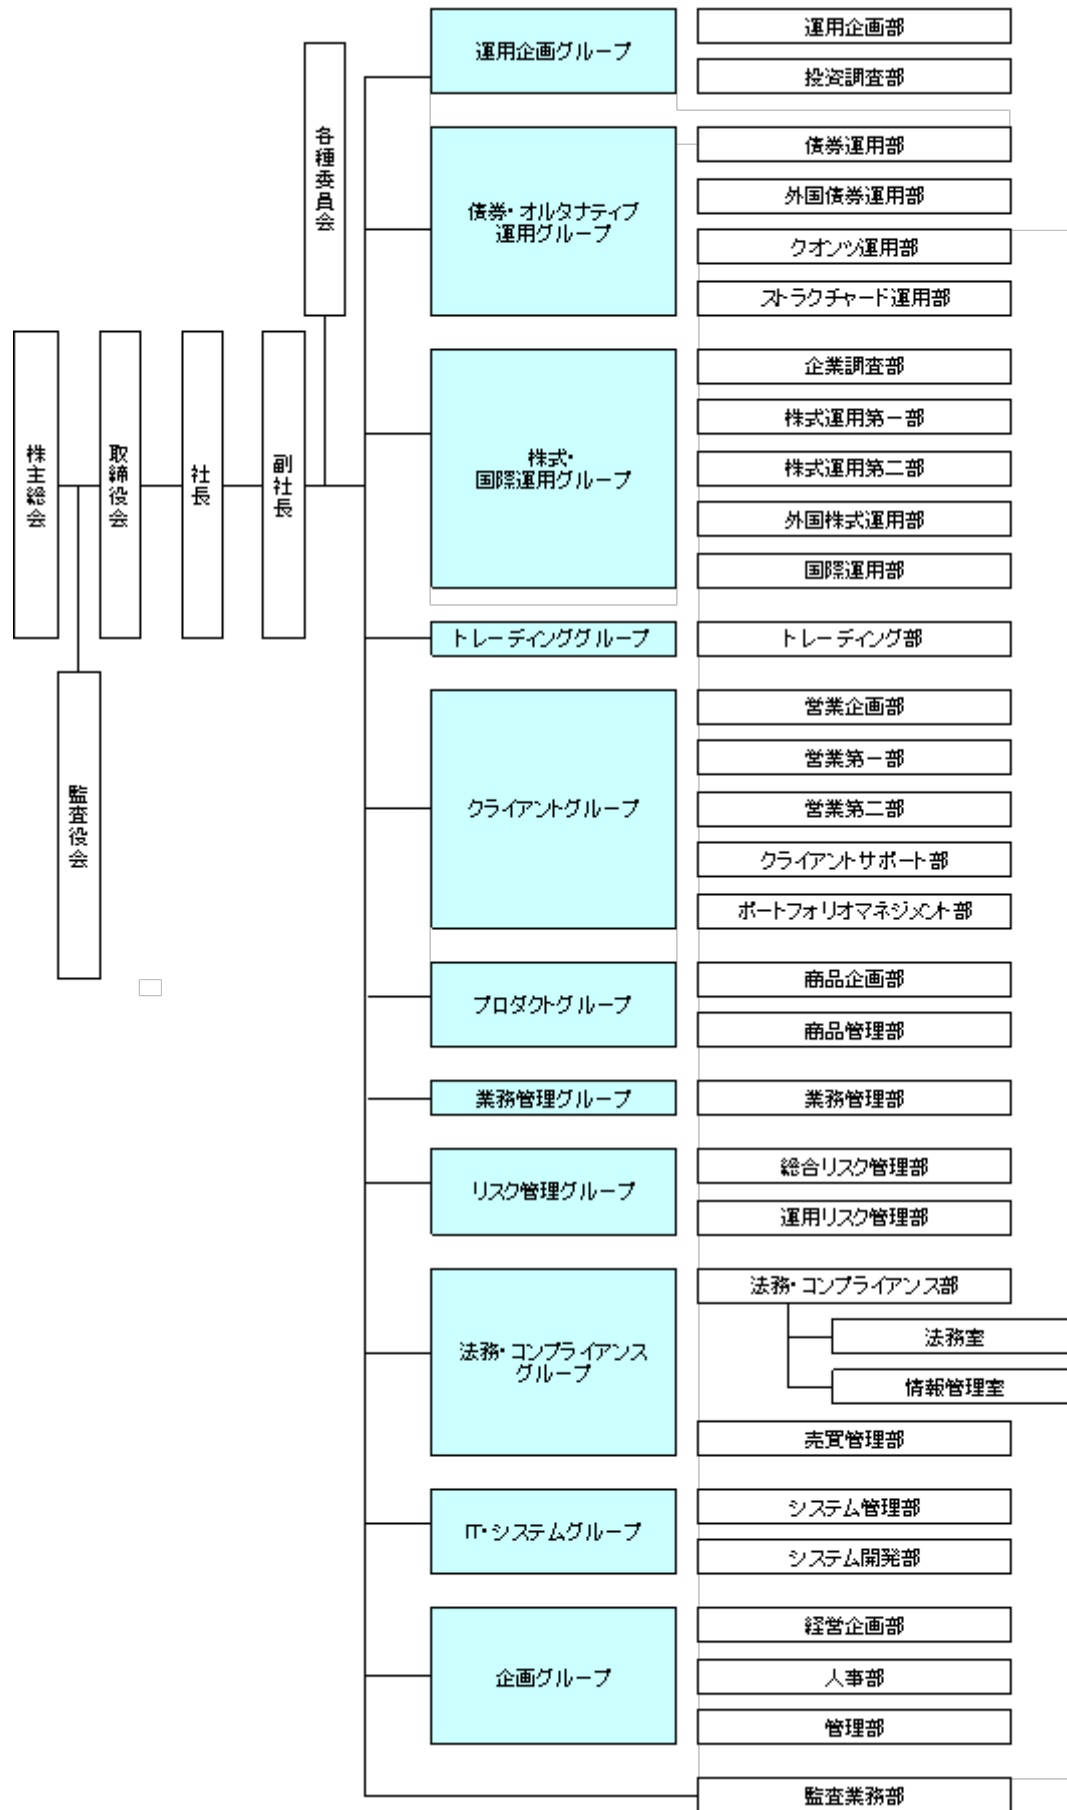 株主総会
監査役会
取締役会
社長
副社長
各種委員会
運用企画グループ
運用企画部
投資調査部
債券・オルタナティブ
運用グループ
債券運用部
外国債券運用部
クオンツ運用部
ストラクチャード運用部
株式・
国際運用グループ
企業調査部
株式運用第一部
株式運用第二部
外国株式運用部
国際運用部
トレーディンググループ
トレーディング部
クライアントグループ
営業企画部
営業第一部
営業第二部
クライアントサポート部
ポートフォリオマネジメント部
プロダクトグループ
商品企画部
商品管理部
業務管理グループ
業務管理部
リスク管理グループ
総合リスク管理部
運用リスク管理部
法務・コンプライアンス
グループ
法務・コンプライアンス部
法務室
情報管理室
売買管理部
IT・システムグループ
システム管理部
システム開発部
企画グループ
経営企画部
人事部
管理部
監査業務部